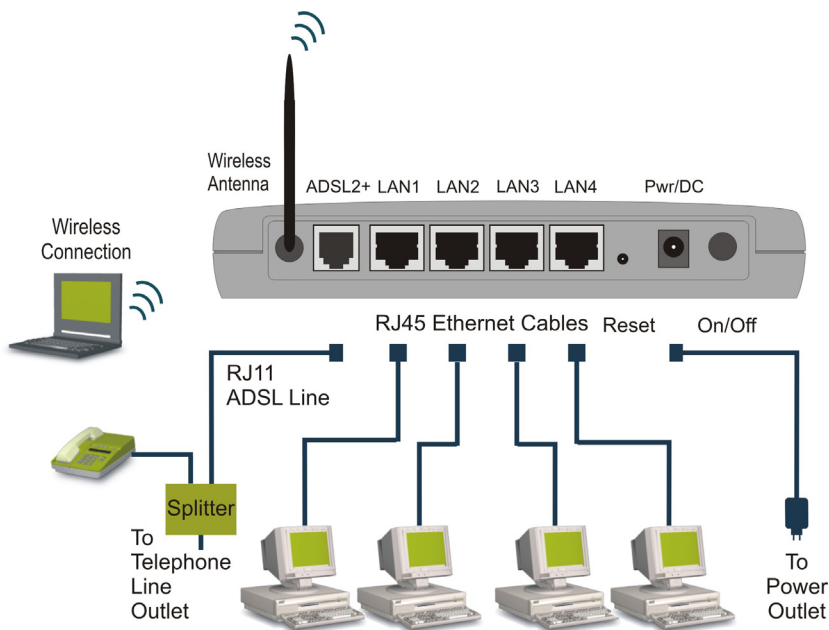 Wireless
Antenna
ADSL2+ LAN1 LAN2 LAN3 LAN4 Pwr/DC
Wireless
Connection
RJ45 Ethernet Cables Reset On/Off
RJ11
ADSL Line
Splitter
To
Telephone
Line
Outlet
To
Power
Outlet